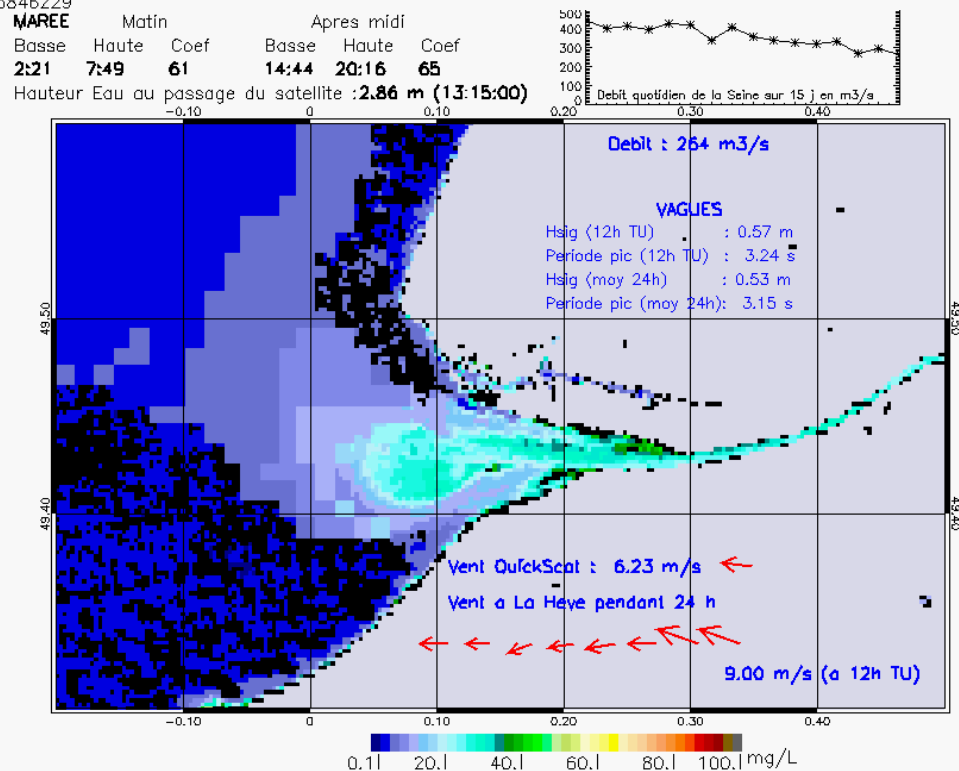 MAREE Matin Apres midi
Basse Haute Coef Basse Haute Coef
2:21 7:49 61 14:44 20:16 65
Hauteur Eau au passage du satellite :2.86 m (13:15:00)
500
400
300
200
100
0
Debit quotidien de la Seine sur 15 j en m3/s
-0.10 0 0.10 0.20 0.30 0.40
Debit : 264 m3/s
VAGUES
Hsig (12h TU) : 0.57 m
Periode pic (12h TU) : 3.24 s
Hsig (moy 24h) : 0.53 m
Periode pic (moy 24h): 3.15 s
49.50 49.50
49.40 49.40
Vent QuickScat : 6.23 m/s
Vent a La Heve pendant 24 h
9.00 m/s (a 12h TU)
-0.10 0 0.10 0.20 0.30 0.40
0.1 20. 40. 60. 80. 100. mg/L